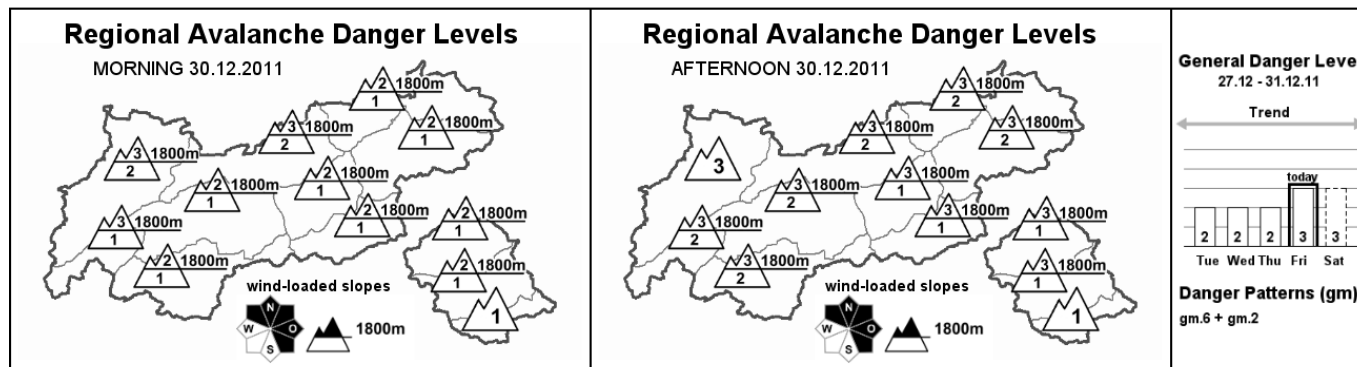 Regional Avalanche Danger Levels
MORNING 30.12.2011
2 1800m
1
3 1800m
2
2 1800m
1
3 1800m
2
2 1800m
1
2 1800m
1
3 1800m
1
2 1800m
1
2 1800m
1
2 1800m
1
2 1800m
1
1
wind-loaded slopes
N
W O
S
1800m
Regional Avalanche Danger Levels
AFTERNOON 30.12.2011
3 1800m
2
3 1800m
2
3 1800m
2
3
3 1800m
2
3 1800m
1
3 1800m
2
3 1800m
1
3 1800m
1
3 1800m
2
3 1800m
1
1
wind-loaded slopes
N
W O
S
1800m
General Danger Leve
27.12 - 31.12.11
Trend
today
2 2 2 3 3
Tue Wed Thu Fri Sat
Danger Patterns (gm)
gm.6 + gm.2